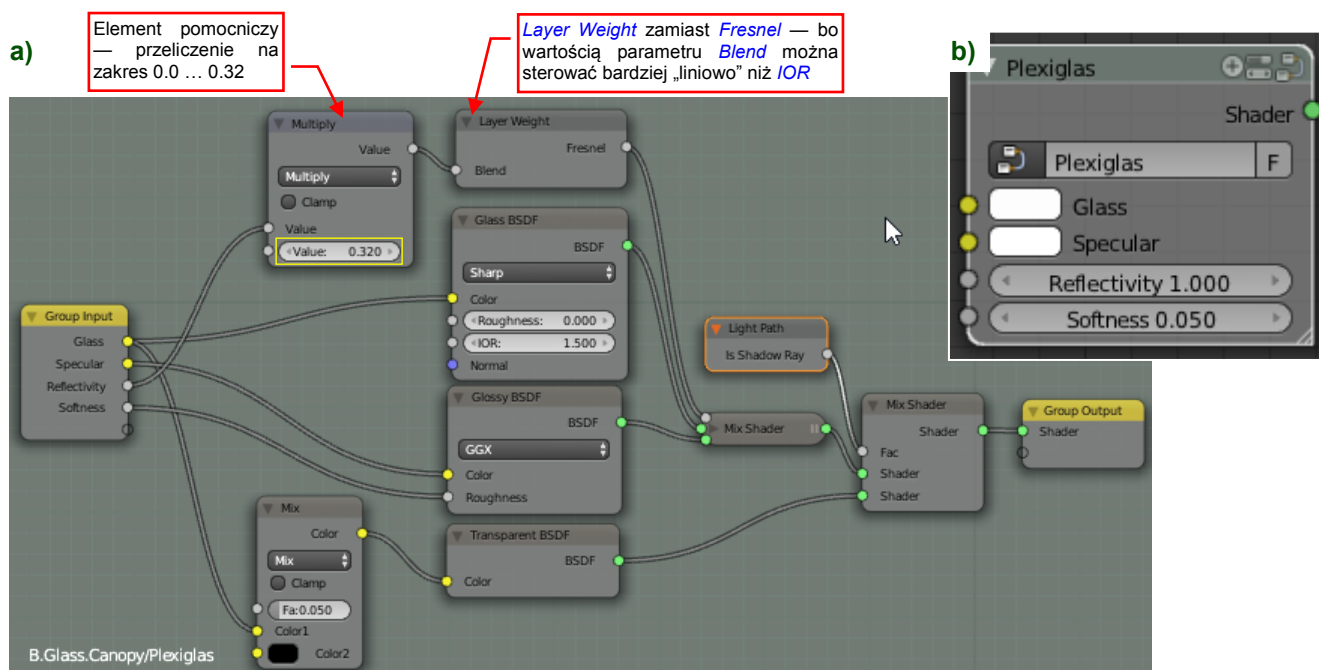 a)
Element pomocniczy
— przeliczenie na
zakres 0.0 … 0.32
Layer Weight zamiast Fresnel — bo
wartością parametru Blend można
sterować bardziej „liniowo” niż IOR
b)
Plexiglas
Shader
Plexiglas
F
Glass
Specular
Reflectivity 1.000
Softness 0.050
Multiply
Value
Multiply
Clamp
Value
Value: 0.320
Layer Weight
Fresnel
Blend
Glass BSDF
BSDF
Sharp
Color
Roughness: 0.000
IOR: 1.500
Normal
Group Input
Glass
Specular
Reflectivity
Softness
Light Path
Is Shadow Ray
Glossy BSDF
BSDF
GGX
Color
Roughness
Mix Shader
Mix Shader
Shader
Fac
Shader
Shader
Group Output
Shader
Mix
Color
Mix
Clamp
Fa:0.050
Color1
Color2
Transparent BSDF
BSDF
Color
B.Glass.Canopy/Plexiglas